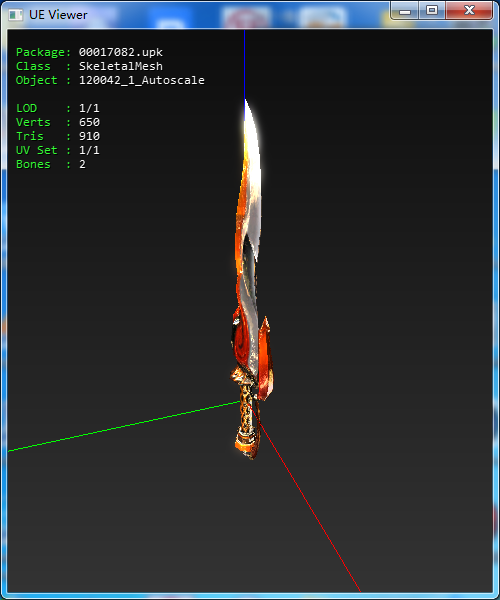 UE Viewer
Package: 00017082.upk
Class  : SkeletalMesh
Object : 120042_1_Autoscale
LOD    : 1/1
Verts  : 650
Tris   : 910
UV Set : 1/1
Bones  : 2